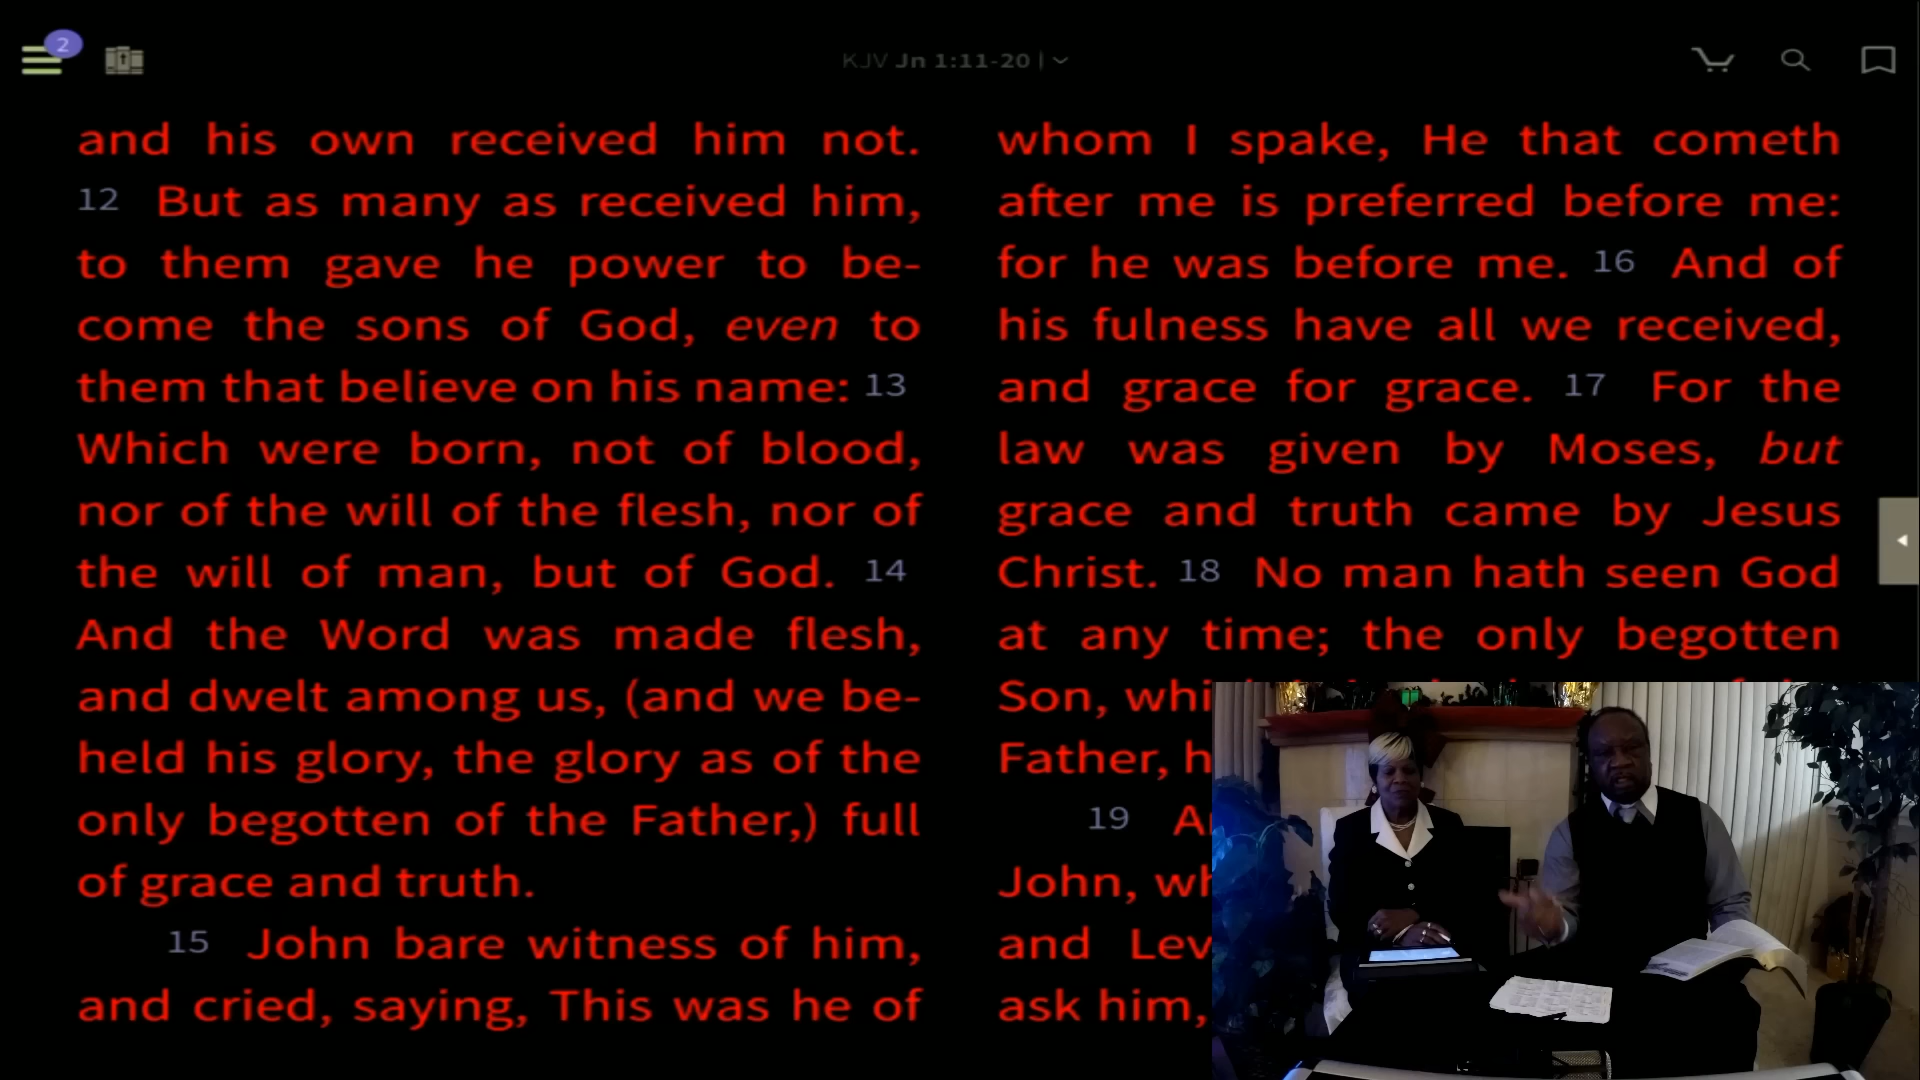 2
KJV Jn 1:11-20
and his own received him not.
12 But as many as received him,
to them gave he power to be-
come the sons of God, even to
them that believe on his name: 13
Which were born, not of blood,
nor of the will of the flesh, nor of
the will of man, but of God. 14
And the Word was made flesh,
and dwelt among us, (and we be-
held his glory, the glory as of the
only begotten of the Father,) full
of grace and truth.
15 John bare witness of him,
and cried, saying, This was he of
whom I spake, He that cometh
after me is preferred before me:
for he was before me. 16 And of
his fulness have all we received,
and grace for grace. 17 For the
law was given by Moses, but
grace and truth came by Jesus
Christ. 18 No man hath seen God
at any time; the only begotten
Son,
Father,
19
John,
and
ask him,